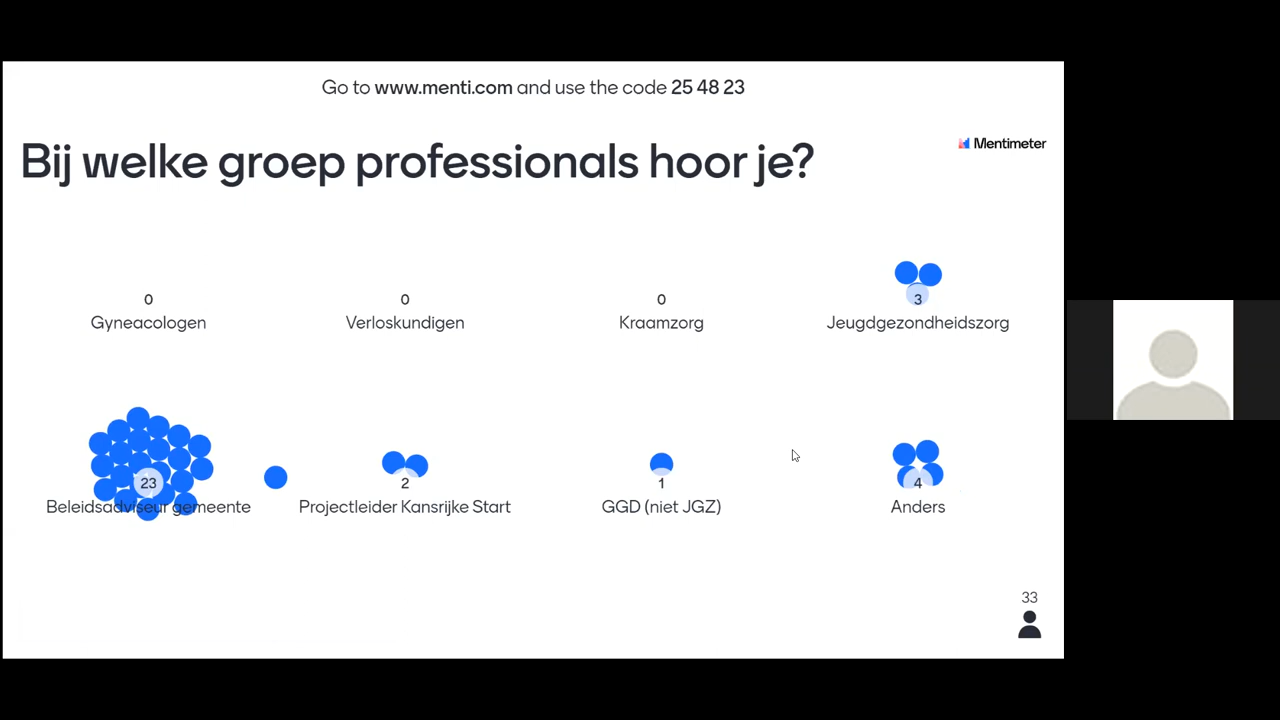 Go to www.menti.com and use the code 25 48 23
Mentimeter
Bij welke groep professionals hoor je?
0
Gyneacologen
0
Verloskundigen
0
Kraamzorg
3
Jeugdgezondheidszorg
23
Beleidsadviseur gemeente
2
Projectleider Kansrijke Start
1
GGD (niet JGZ)
4
Anders
33